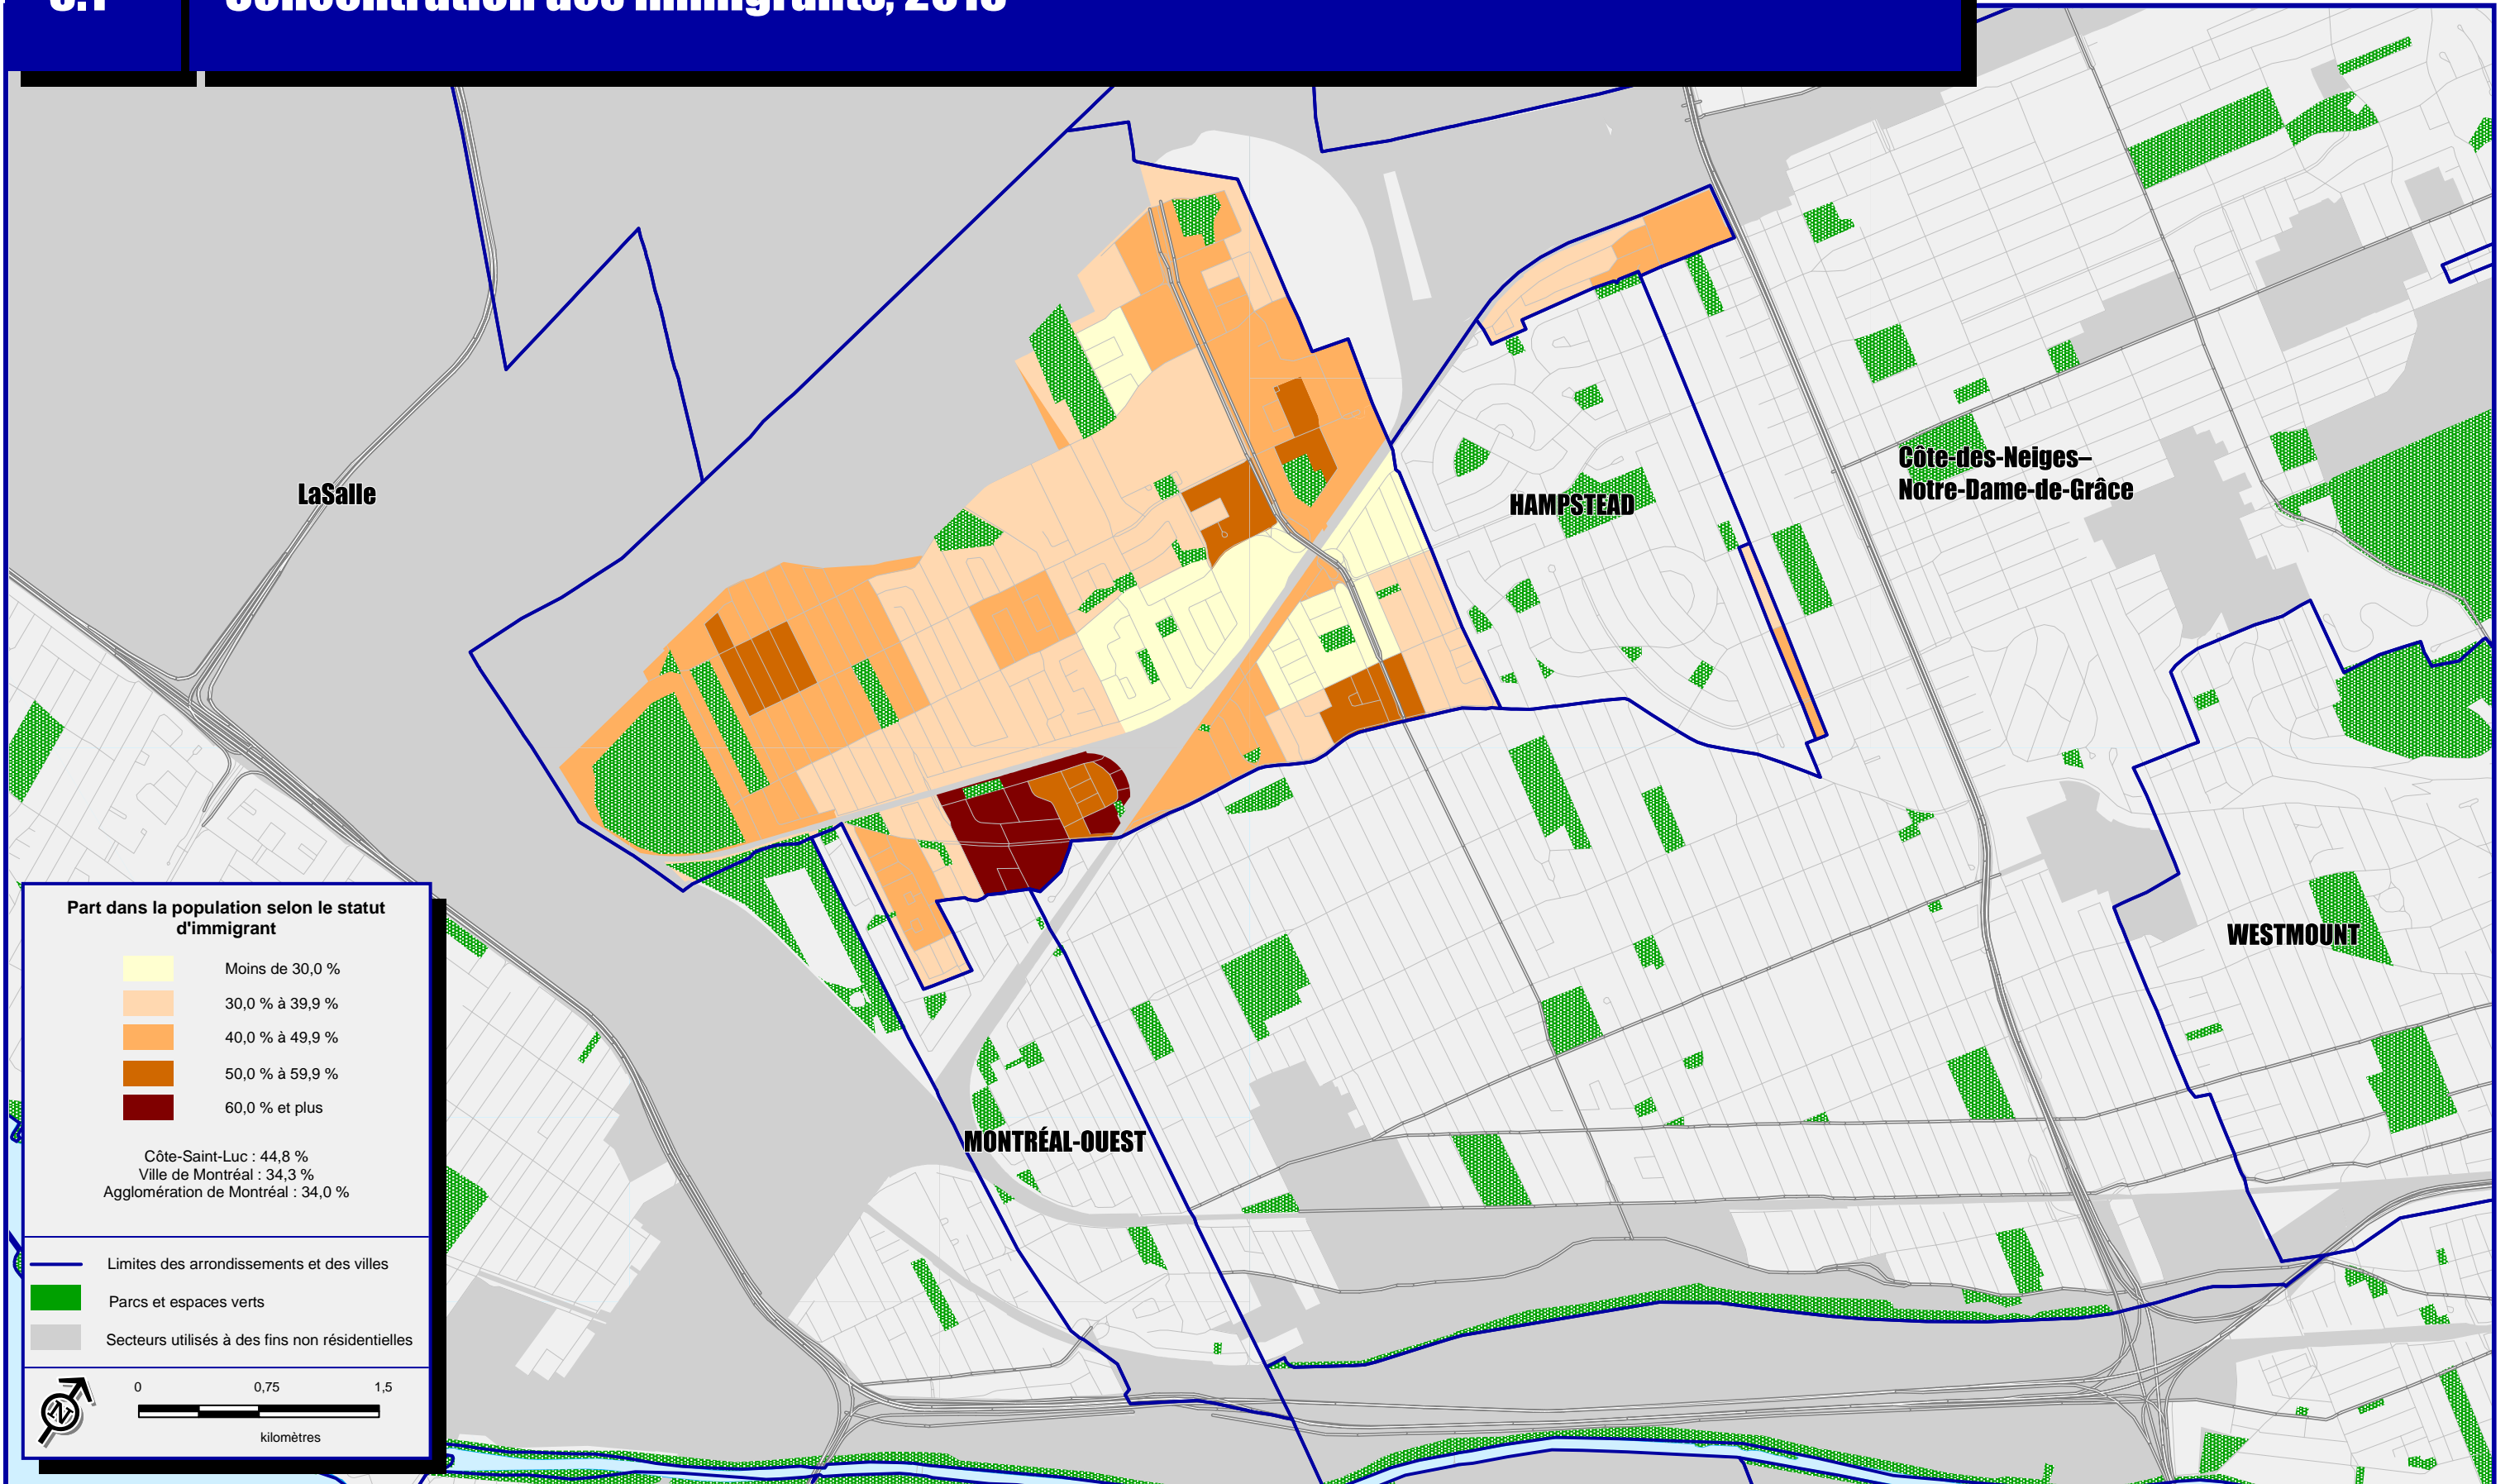 Concentration des immigrants, 2016
LaSalle
HAMPSTEAD
Côte-des-Neiges–
Notre-Dame-de-Grâce
WESTMOUNT
MONTRÉAL-OUEST
Part dans la population selon le statut
d'immigrant
Moins de 30,0 %
30,0 % à 39,9 %
40,0 % à 49,9 %
50,0 % à 59,9 %
60,0 % et plus
Côte-Saint-Luc : 44,8 %
Ville de Montréal : 34,3 %
Agglomération de Montréal : 34,0 %
Limites des arrondissements et des villes
Parcs et espaces verts
Secteurs utilisés à des fins non résidentielles
N
0 0,75 1,5
kilomètres